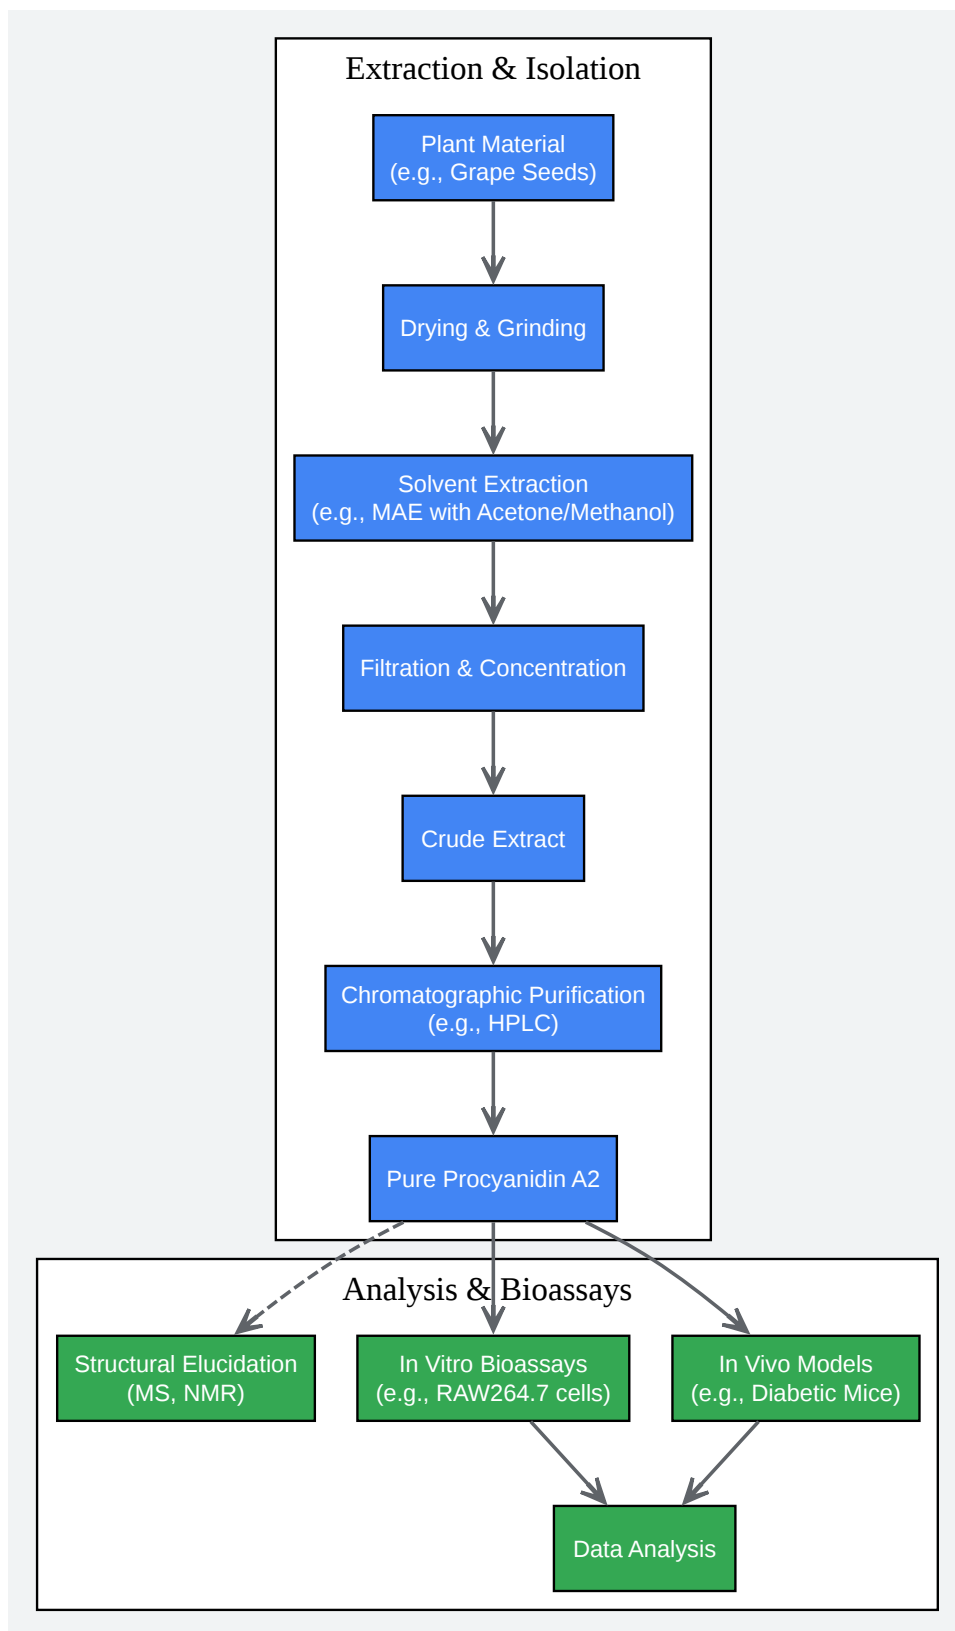 Extraction & Isolation
Plant Material
(e.g., Grape Seeds)
Drying & Grinding
Solvent Extraction
(e.g., MAE with Acetone/Methanol)
Filtration & Concentration
Crude Extract
Chromatographic Purification
(e.g., HPLC)
Pure Procyanidin A2
Analysis & Bioassays
Structural Elucidation
(MS, NMR)
In Vitro Bioassays
(e.g., RAW264.7 cells)
In Vivo Models
(e.g., Diabetic Mice)
Data Analysis